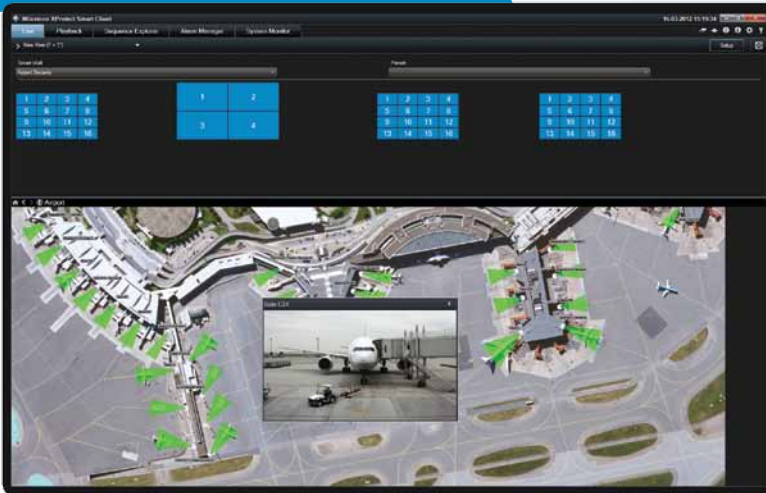 Milestone XProtect Smart Client
16-03-2012 15:19:34
Live Playback Sequence Explorer Alarm Manager System Monitor
New View (1 × 1)
Setup
Smart Wall
Preset
1 2 3 4
5 6 7 8
9 10 11 12
13 14 15 16
1 2
3 4
1 2 3 4
5 6 7 8
9 10 11 12
13 14 15 16
1 2 3 4
5 6 7 8
9 10 11 12
13 14 15 16
Airport